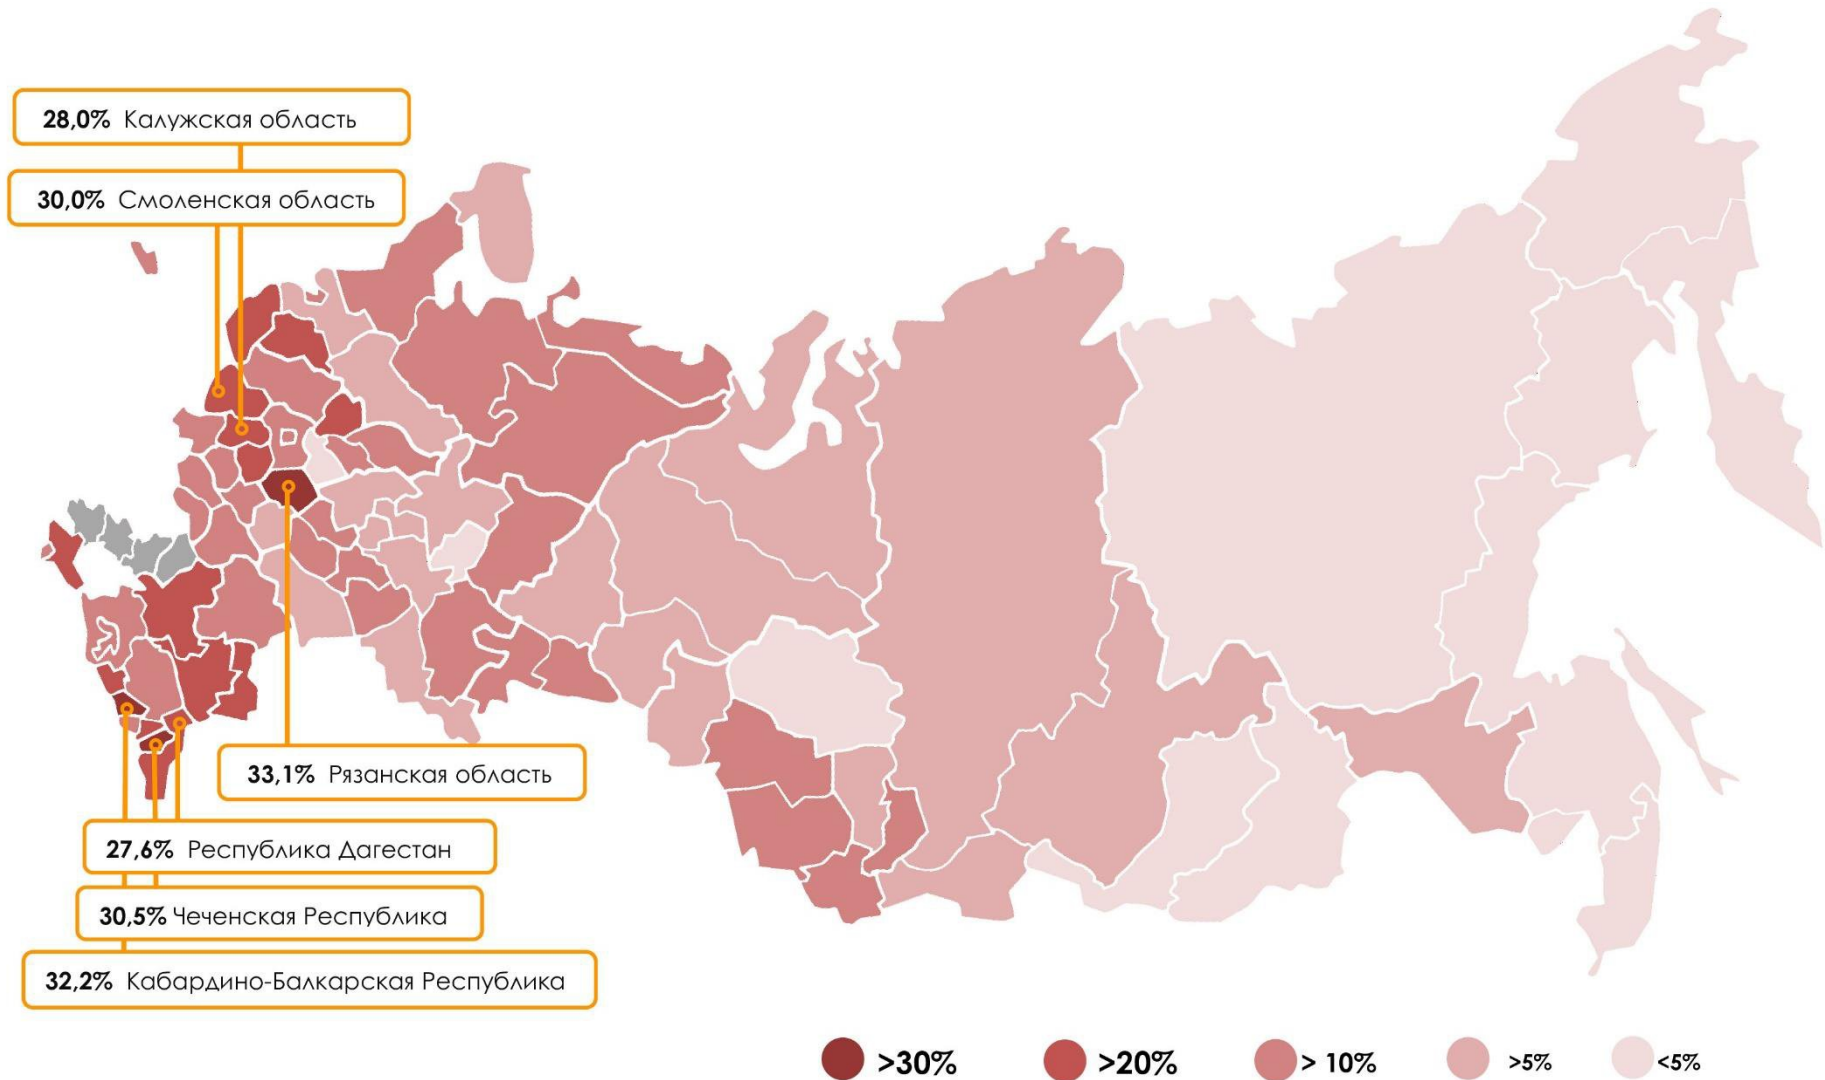 28,0% Калужская область
30,0% Смоленская область
33,1% Рязанская область
27,6% Республика Дагестан
30,5% Чеченская Республика
32,2% Кабардино-Балкарская Республика
>30% >20% > 10% >5% <5%